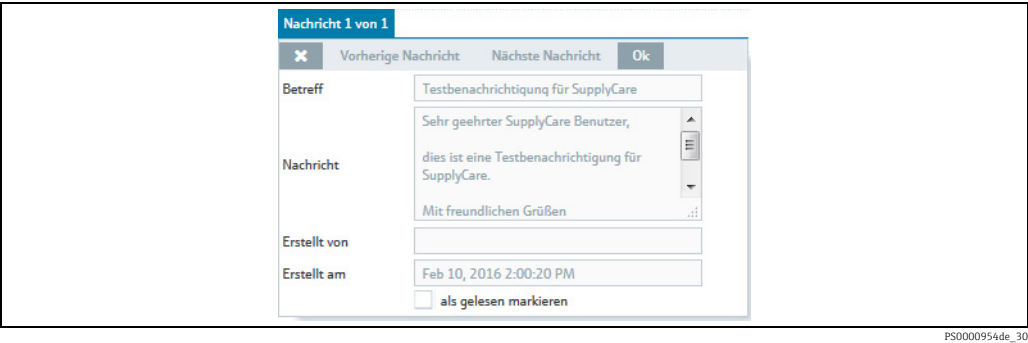 Nachricht 1 von 1
Vorherige Nachricht Nächste Nachricht Ok
Betreff Testbenachrichtigung für SupplyCare
Sehr geehrter SupplyCare Benutzer,
dies ist eine Testbenachrichtigung für
SupplyCare.
Nachricht
Mit freundlichen Grüßen
Erstellt von
Erstellt am Feb 10, 2016 2:00:20 PM
als gelesen markieren
PS0000954de_30